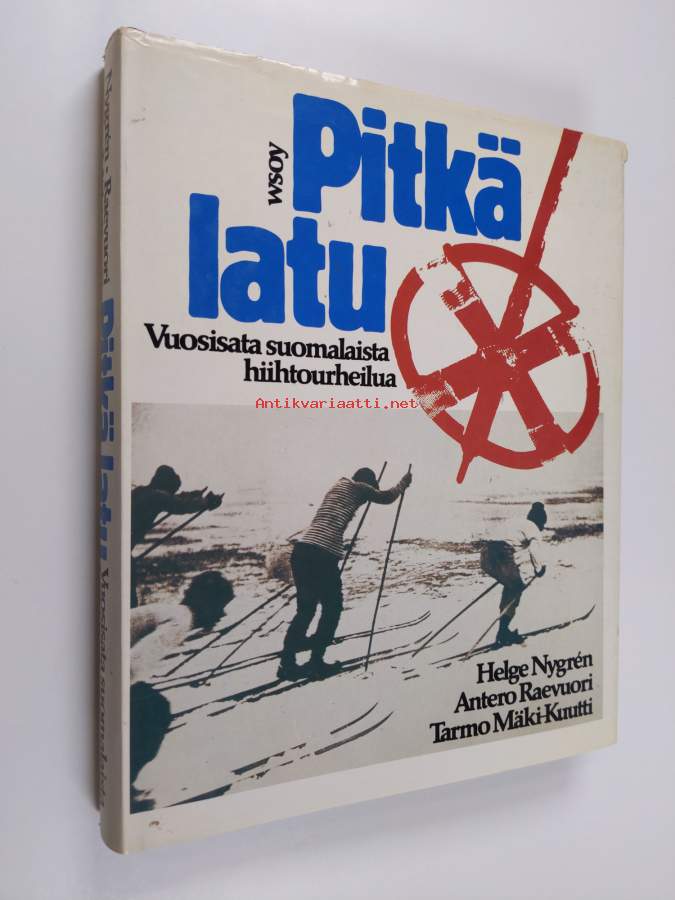 wsoy
Pitkä
latu
Vuosisata suomalaista
hiihtourheilua
Antikvariaatti.net
Helge Nygrén
Antero Raevuori
Tarmo Mäki-Kuutti
Nygrén • Raevuori Pitkä latu Vuosisata suomalaista